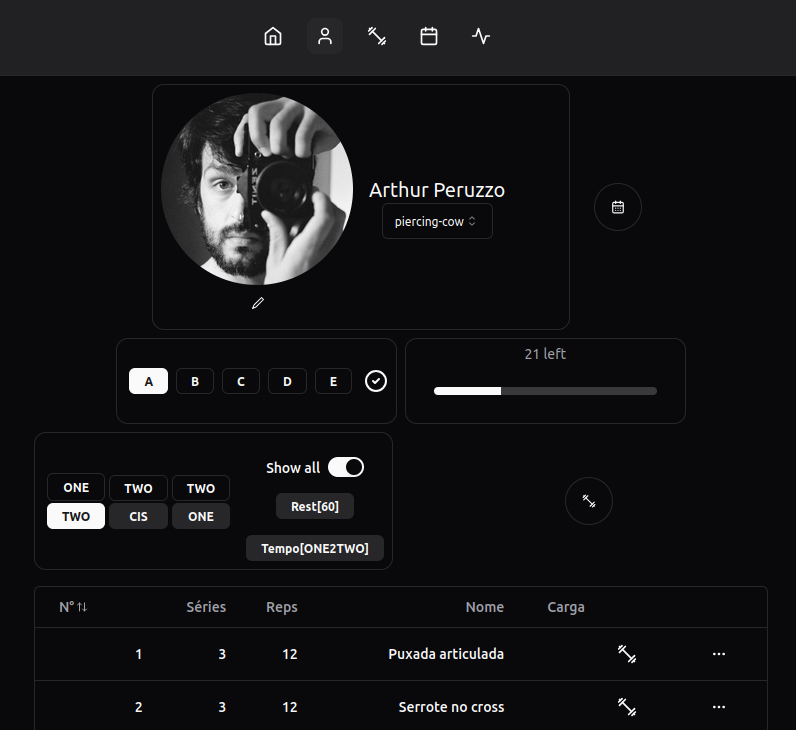 Arthur Peruzzo
piercing-cow
A B C D E
21 left
Show all
ONE TWO TWO
TWO CIS ONE
Rest[60]
Tempo[ONE2TWO]
N° Séries Reps Nome Carga
1 3 12 Puxada articulada
2 3 12 Serrote no cross